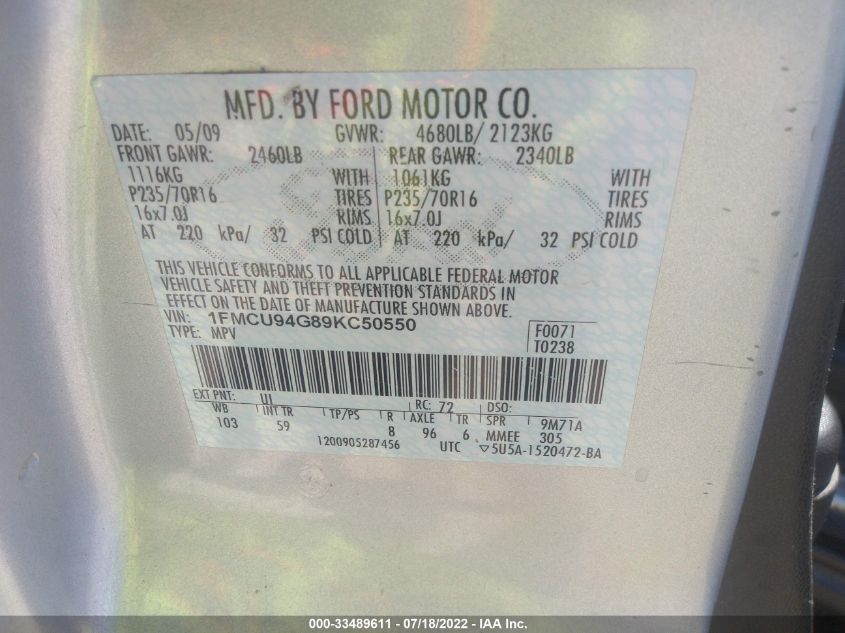 MFD. BY FORD MOTOR CO.
DATE: 05/09 GVWR: 4680LB/ 2123KG
FRONT GAWR: 2460LB REAR GAWR: 2340LB
1116KG WITH 1061KG WITH
P235/70R16 TIRES P235/70R16 TIRES
16x7.0J RIMS 16x7.0J RIMS
AT 220 kPa/ 32 PSI COLD AT 220 kPa/ 32 PSI COLD
THIS VEHICLE CONFORMS TO ALL APPLICABLE FEDERAL MOTOR
VEHICLE SAFETY AND THEFT PREVENTION STANDARDS IN
EFFECT ON THE DATE OF MANUFACTURE SHOWN ABOVE.
VIN: 1FMCU94G89KC50550 F0071
TYPE: MPV T0238
EXT PNT: UI RC: 72 DSO:
WB INT TR TP/PS R AXLE TR SPR 9M71A
103 59 8 96 6 MMEE 305
1200905287456 UTC ▽5U5A-1520472-BA
000-33489611 - 07/18/2022 - IAA Inc.